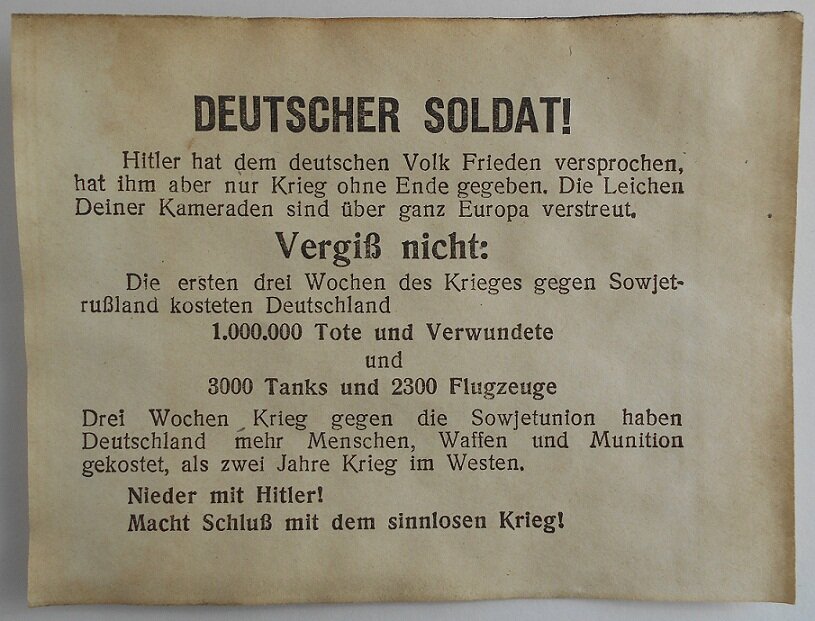 DEUTSCHER SOLDAT!
Hitler hat dem deutschen Volk Frieden versprochen,
hat ihm aber nur Krieg ohne Ende gegeben. Die Leichen
Deiner Kameraden sind über ganz Europa verstreut.
Vergiß nicht:
Die ersten drei Wochen des Krieges gegen Sowjet-
rußland kosteten Deutschland
1.000.000 Tote und Verwundete
und
3000 Tanks und 2300 Flugzeuge
Drei Wochen Krieg gegen die Sowjetunion haben
Deutschland mehr Menschen, Waffen und Munition
gekostet, als zwei Jahre Krieg im Westen.
Nieder mit Hitler!
Macht Schluß mit dem sinnlosen Krieg!